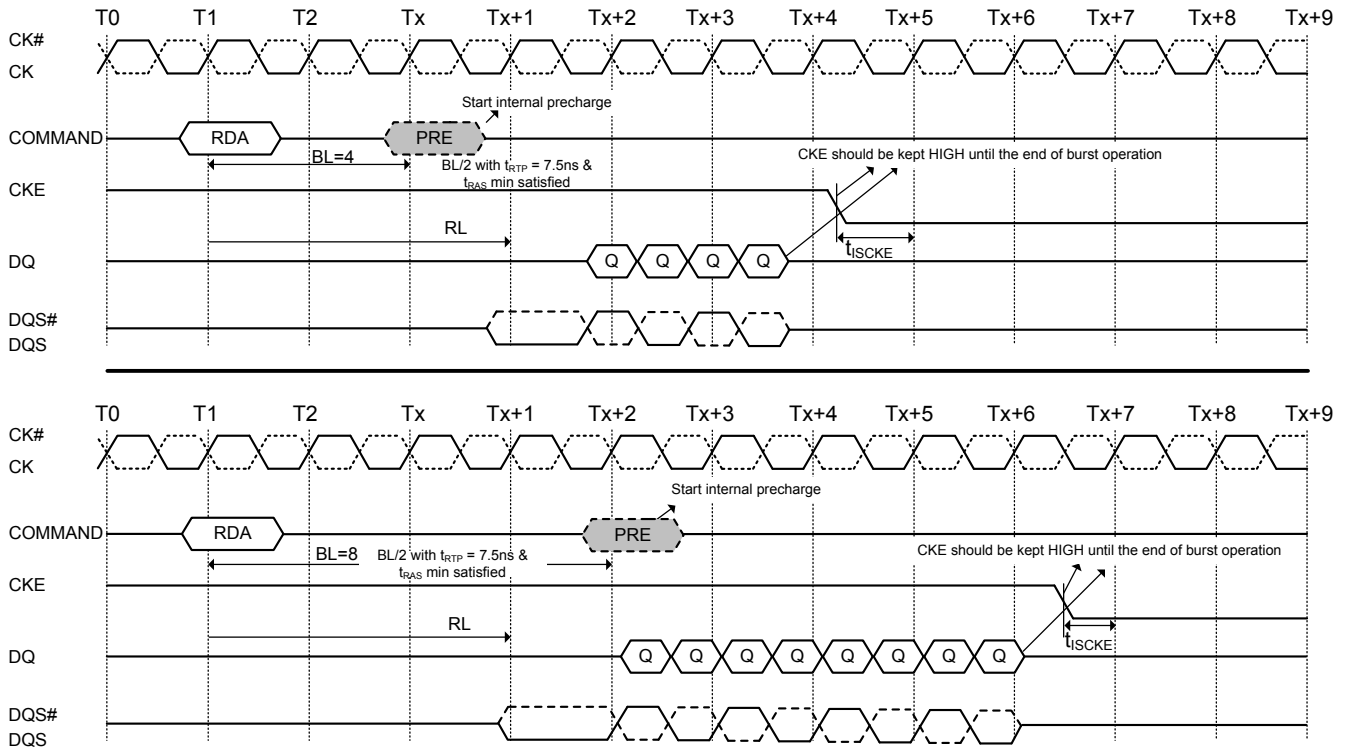 T0 T1 T2 Tx Tx+1 Tx+2 Tx+3 Tx+4 Tx+5 Tx+6 Tx+7 Tx+8 Tx+9
CK#
CK
Start internal precharge
COMMAND RDA PRE
BL=4
BL/2 with tRTP = 7.5ns &
tRAS min satisfied
CKE should be kept HIGH until the end of burst operation
CKE
RL
tISCKE
DQ Q Q Q Q
DQS#
DQS
T0 T1 T2 Tx Tx+1 Tx+2 Tx+3 Tx+4 Tx+5 Tx+6 Tx+7 Tx+8 Tx+9
CK#
CK
Start internal precharge
COMMAND RDA PRE
BL=8
BL/2 with tRTP = 7.5ns &
tRAS min satisfied
CKE should be kept HIGH until the end of burst operation
CKE
RL
tISCKE
DQ Q Q Q Q Q Q Q Q
DQS#
DQS